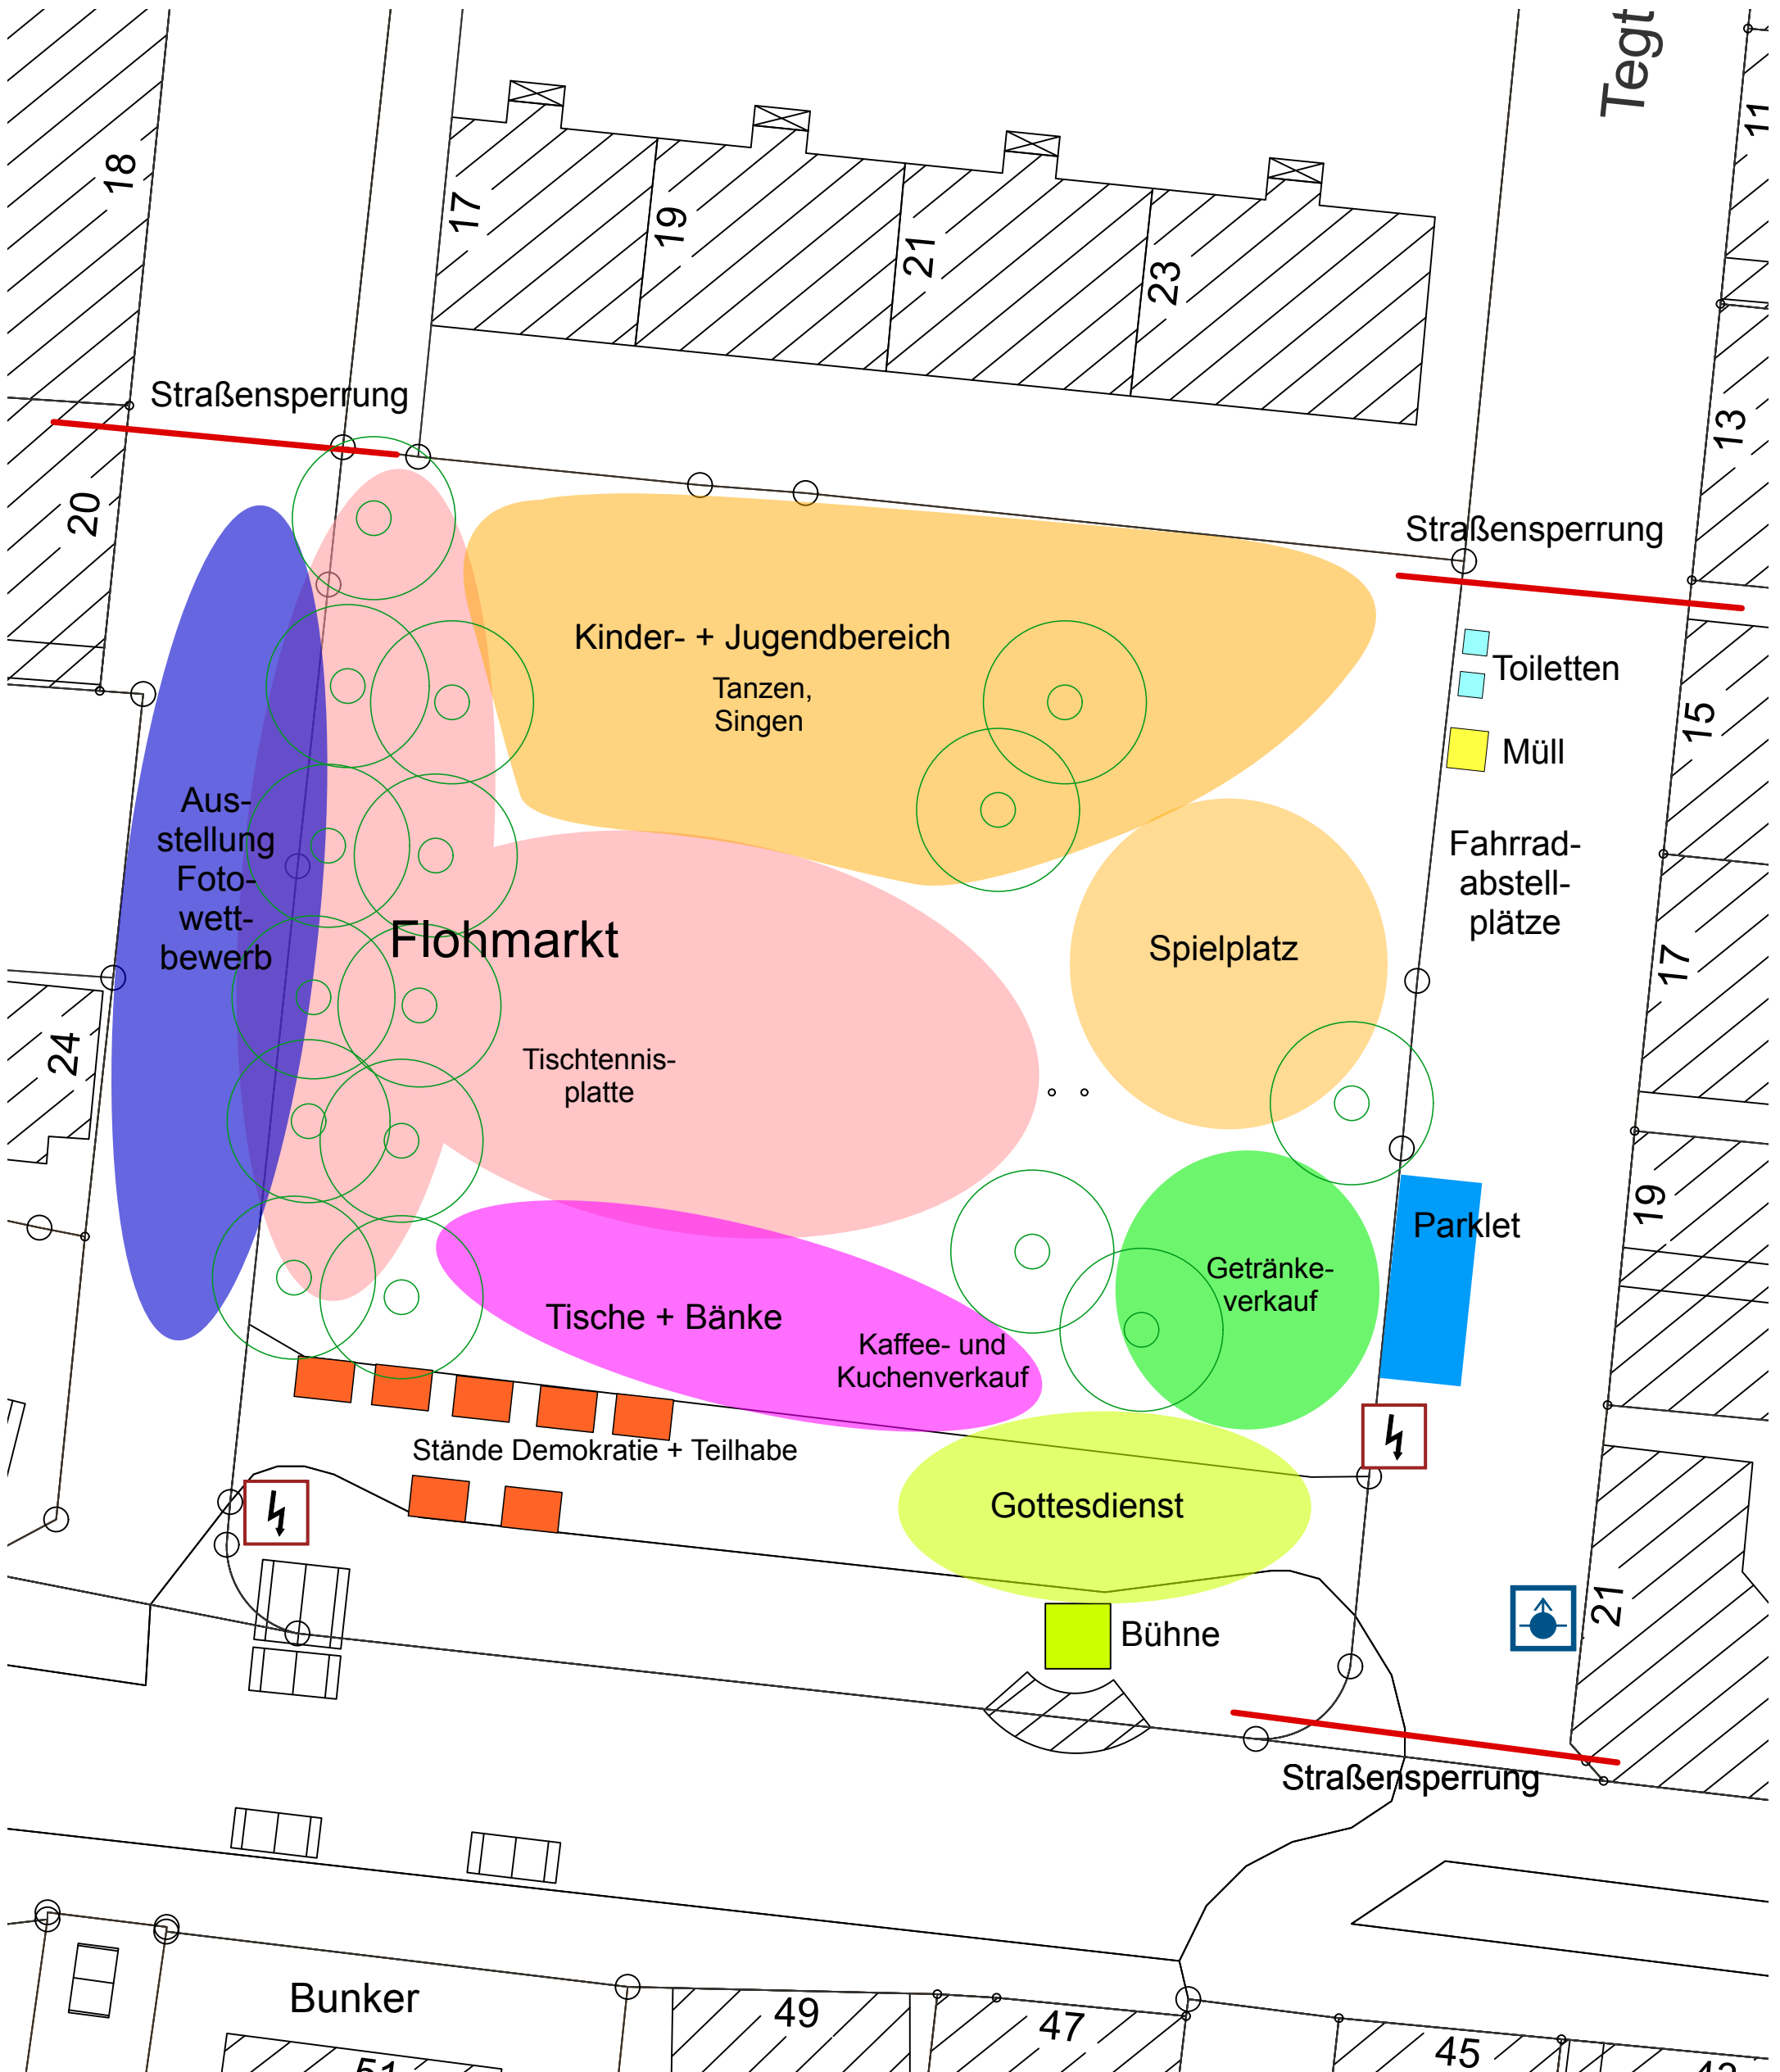 Tegt
11
18
17
19
21
23
Straßensperrung
13
20
Straßensperrung
Kinder- + Jugendbereich
Tanzen,
Singen
Toiletten
15
Müll
Aus-
stellung
Foto-
wett-
bewerb
Fahrrad-
abstell-
plätze
Flohmarkt
Spielplatz
17
24
Tischtennis-
platte
19
Parklet
Getränke-
verkauf
Tische + Bänke
Kaffee- und
Kuchenverkauf
Stände Demokratie + Teilhabe
Gottesdienst
21
Bühne
Straßensperrung
Bunker
49
47
45
51
43